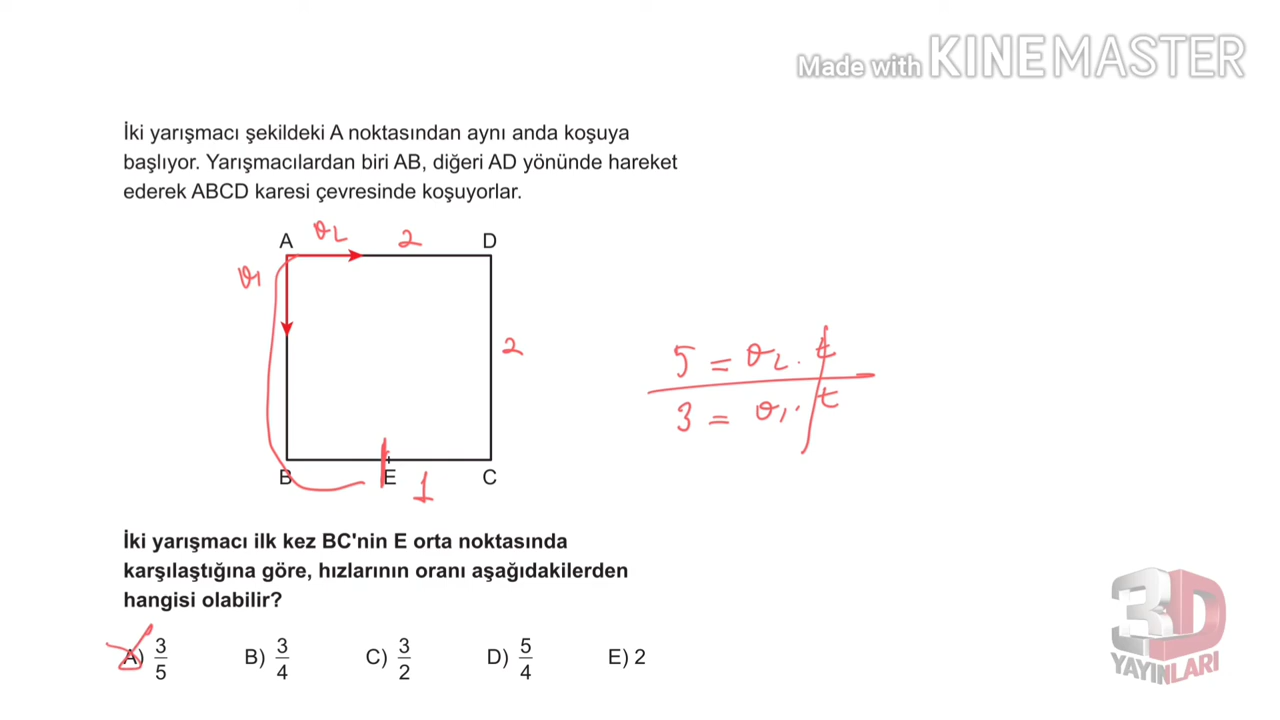 Made with KINEMASTER
İki yarışmacı şekildeki A noktasından aynı anda koşuya
başlıyor. Yarışmacılardan biri AB, diğeri AD yönünde hareket
ederek ABCD karesi çevresinde koşuyorlar.
A ϑ₂ 2 D
ϑ₁
2
5 = ϑ₂ . t
3 = ϑ₁ . t
B E 1 C
İki yarışmacı ilk kez BC'nin E orta noktasında
karşılaştığına göre, hızlarının oranı aşağıdakilerden
hangisi olabilir?
A) 3/5 B) 3/4 C) 3/2 D) 5/4 E) 2
3D
YAYINLARI